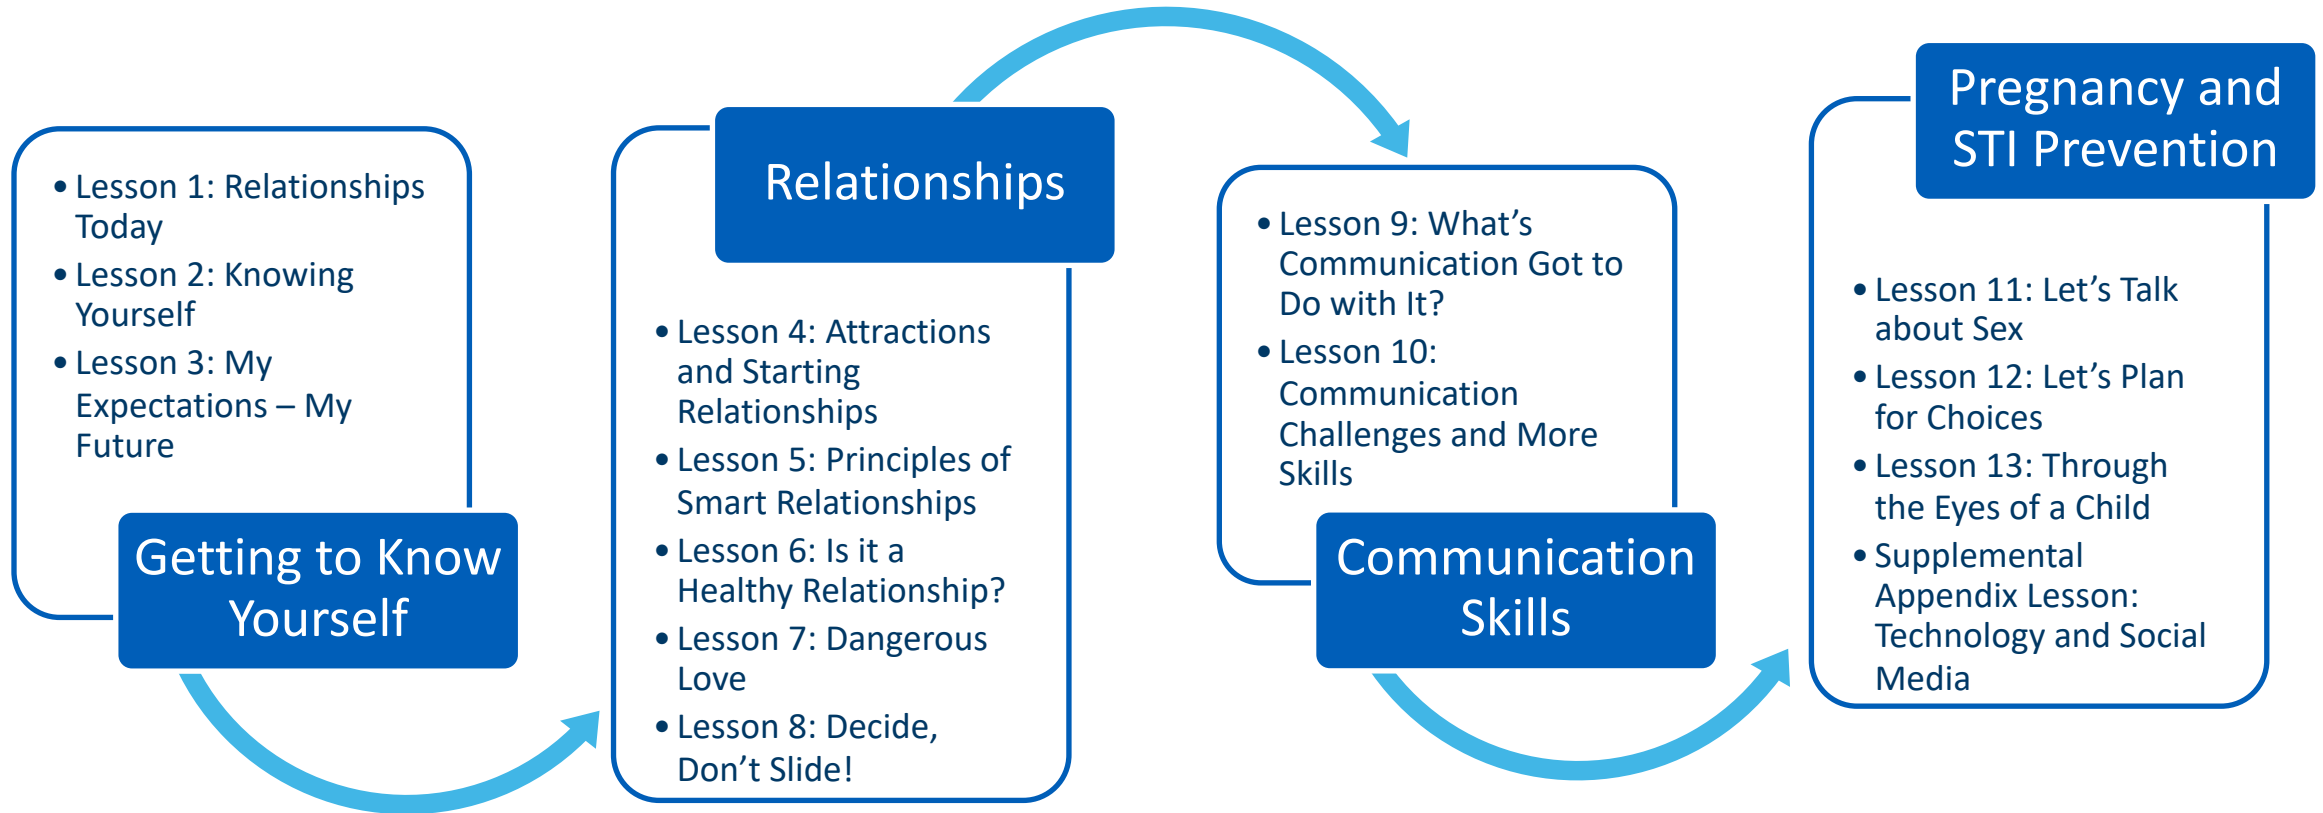 • Lesson 1: Relationships
Today
• Lesson 2: Knowing
Yourself
• Lesson 3: My
Expectations – My
Future
Getting to Know
Yourself
Relationships
• Lesson 4: Attractions
and Starting
Relationships
• Lesson 5: Principles of
Smart Relationships
• Lesson 6: Is it a
Healthy Relationship?
• Lesson 7: Dangerous
Love
• Lesson 8: Decide,
Don’t Slide!
• Lesson 9: What’s
Communication Got to
Do with It?
• Lesson 10:
Communication
Challenges and More
Skills
Communication
Skills
Pregnancy and
STI Prevention
• Lesson 11: Let’s Talk
about Sex
• Lesson 12: Let’s Plan
for Choices
• Lesson 13: Through
the Eyes of a Child
• Supplemental
Appendix Lesson:
Technology and Social
Media